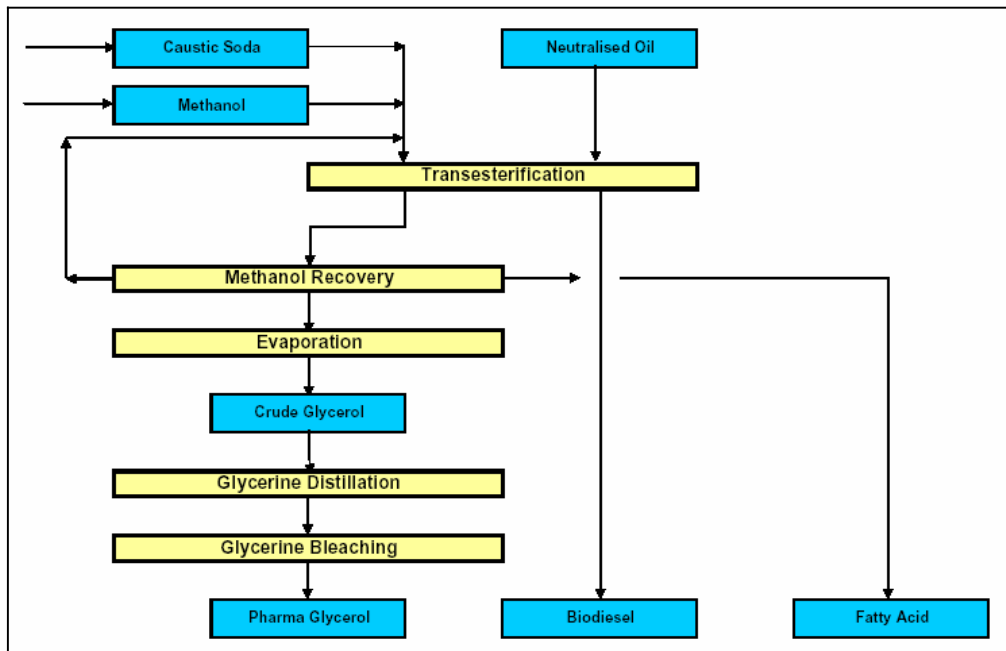 Caustic Soda
Neutralised Oil
Methanol
Transesterification
Methanol Recovery
Evaporation
Crude Glycerol
Glycerine Distillation
Glycerine Bleaching
Pharma Glycerol
Biodiesel
Fatty Acid